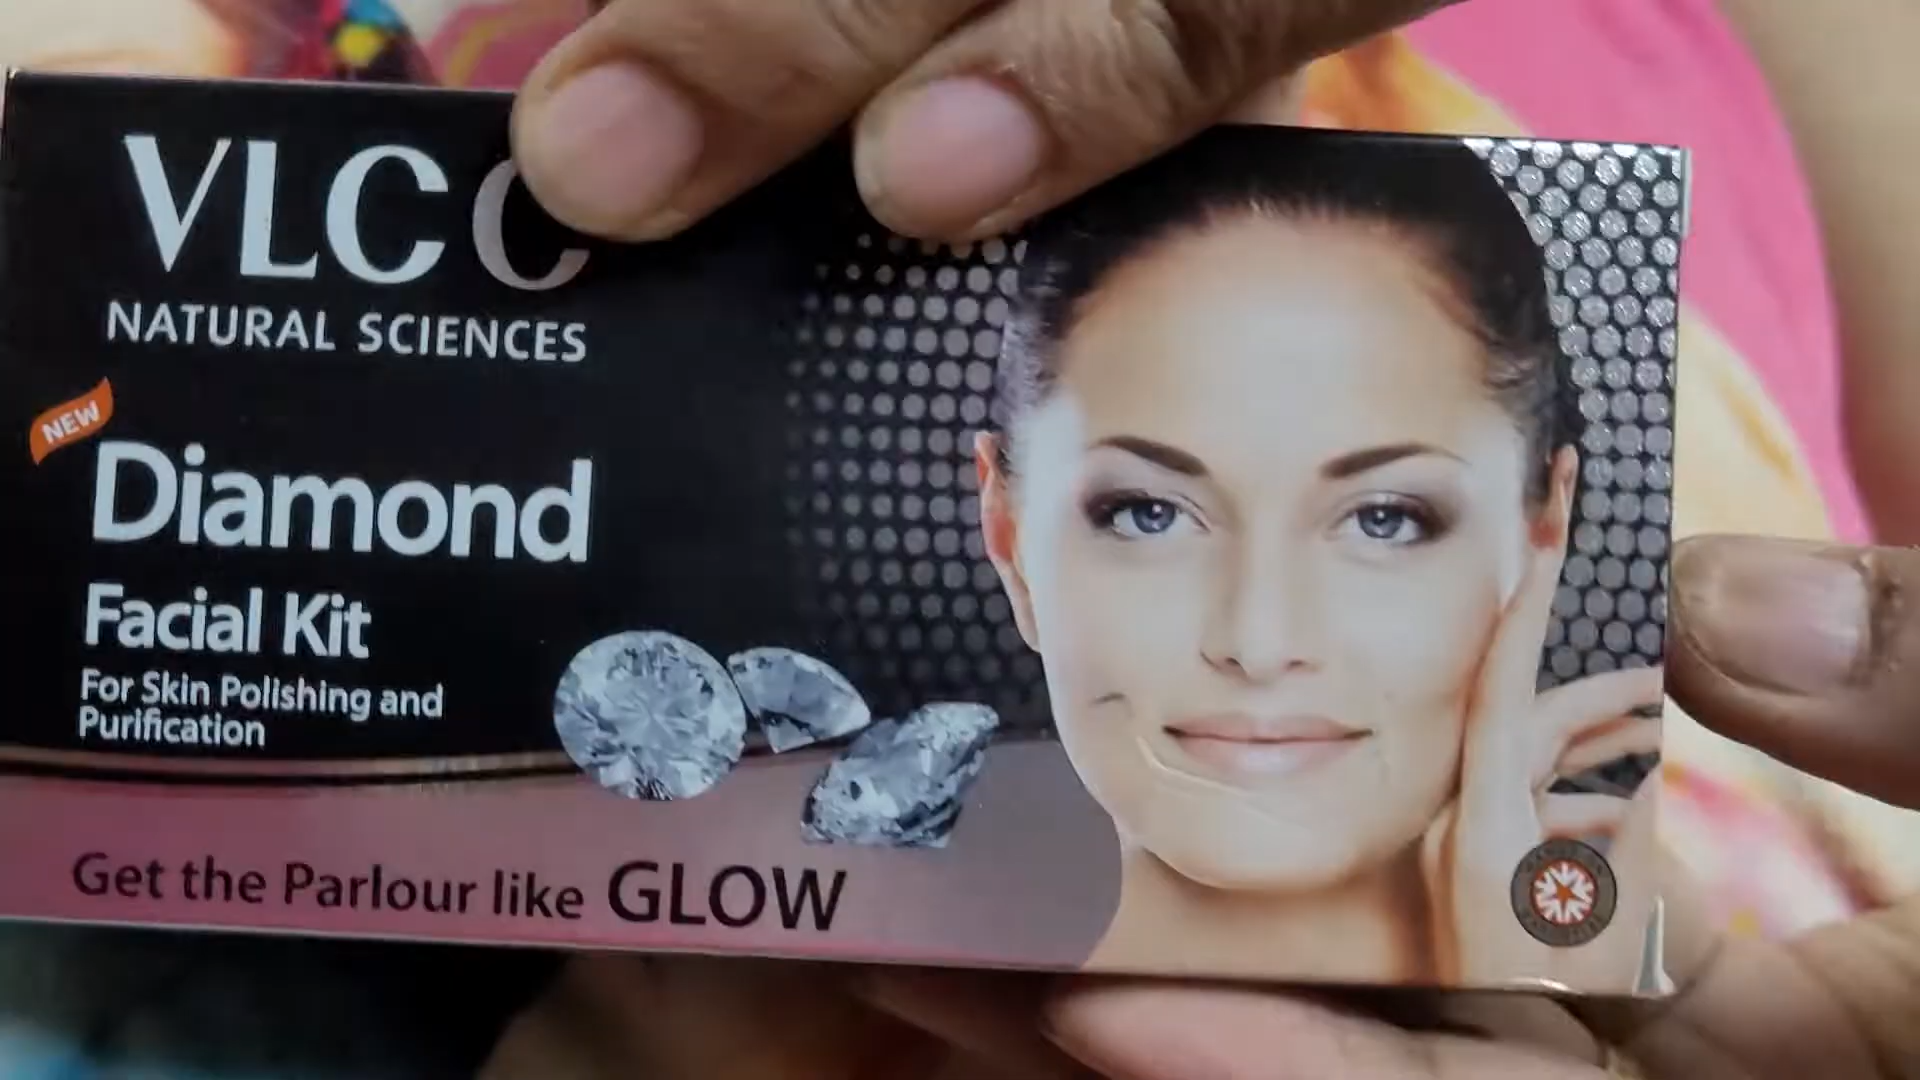 VLCC
NATURAL SCIENCES
NEW
Diamond
Facial Kit
For Skin Polishing and
Purification
Get the Parlour like GLOW